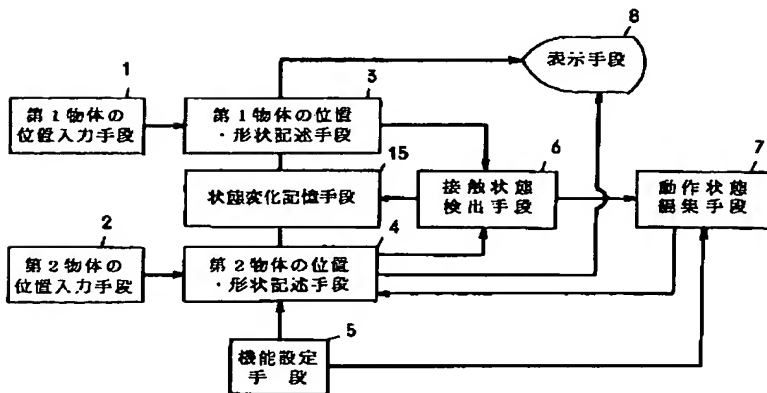 8
表示手段
1
第1物体の
位置入力手段
3
第1物体の位置
・形状記述手段
15
状態変化記憶手段
6
接触状態
検出手段
7
動作状態
編集手段
2
第2物体の
位置入力手段
4
第2物体の位置
・形状記述手段
5
機能設定
手段